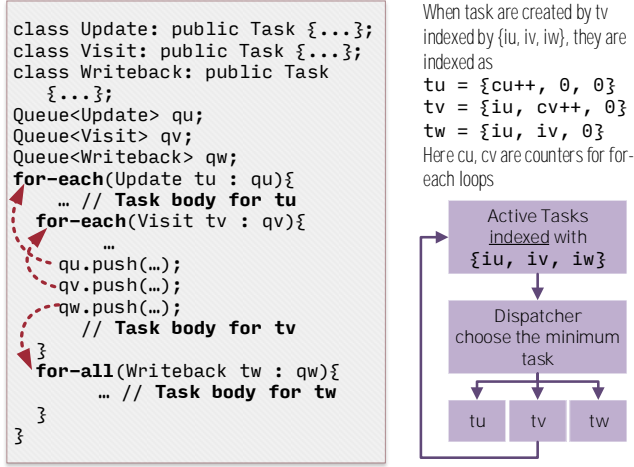 class Update: public Task {...};
class Visit: public Task {...};
class Writeback: public Task
{...};
Queue<Update> qu;
Queue<Visit> qv;
Queue<Writeback> qw;
for-each(Update tu : qu){
… // Task body for tu
for-each(Visit tv : qv){
…
qu.push(…);
qv.push(…);
qw.push(…);
// Task body for tv
}
for-all(Writeback tw : qw){
… // Task body for tw
}
}
When task are created by tv
indexed by {iu, iv, iw}, they are
indexed as
tu = {cu++, 0, 0}
tv = {iu, cv++, 0}
tw = {iu, iv, 0}
Here cu, cv are counters for for-
each loops
Active Tasks
indexed with
{iu, iv, iw}
Dispatcher
choose the minimum
task
tu tv tw